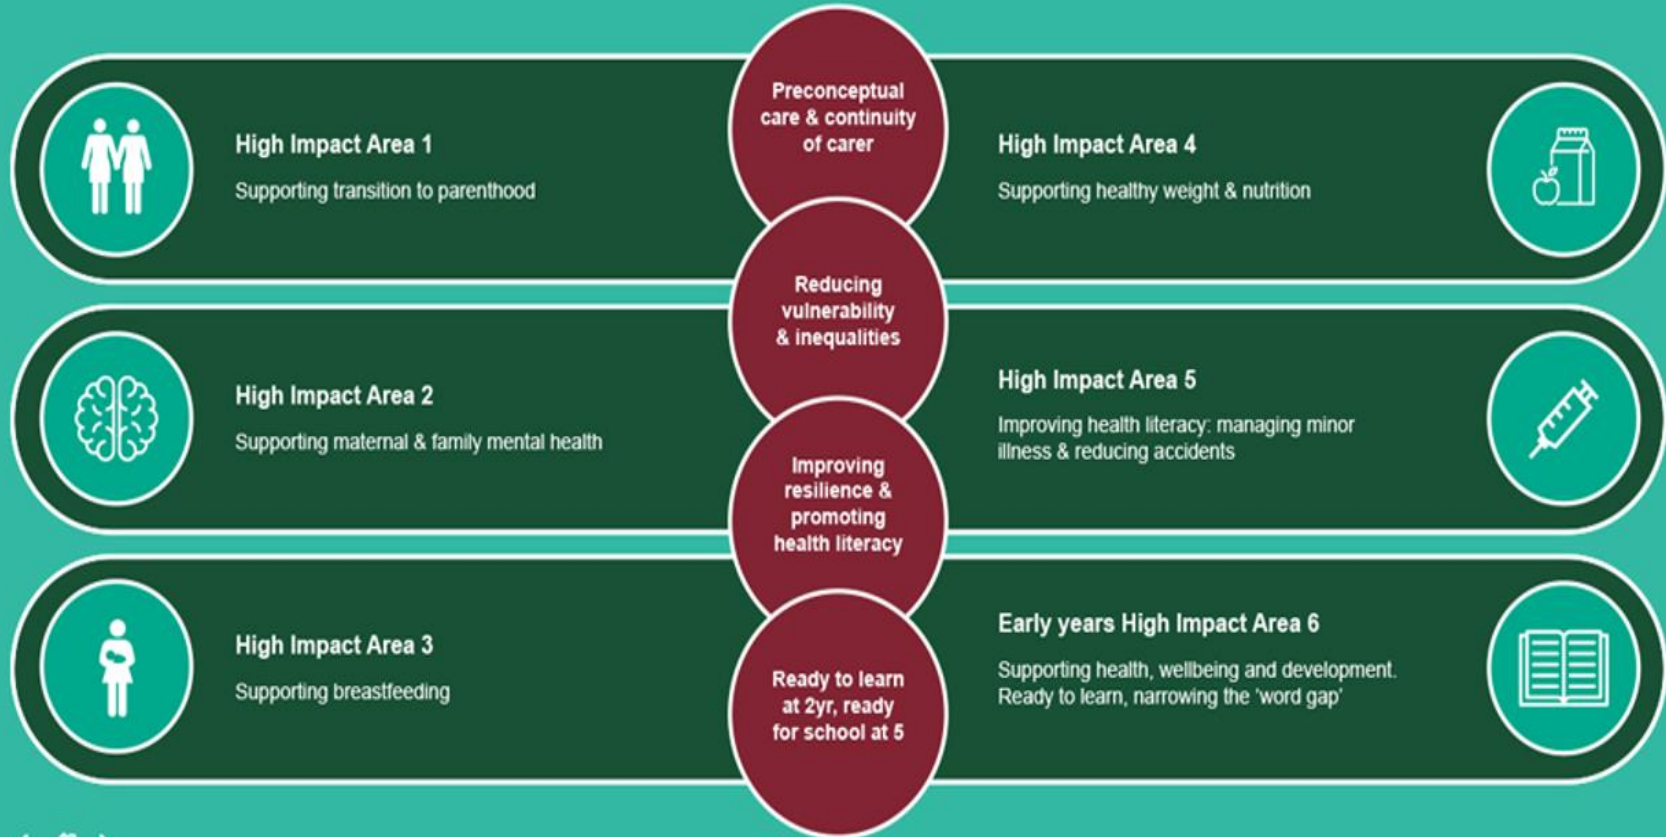 High Impact Area 1
Supporting transition to parenthood
High Impact Area 2
Supporting maternal & family mental health
High Impact Area 3
Supporting breastfeeding
Preconceptual
care & continuity
of carer
Reducing
vulnerability
& inequalities
Improving
resilience &
promoting
health literacy
Ready to learn
at 2yr, ready
for school at 5
High Impact Area 4
Supporting healthy weight & nutrition
High Impact Area 5
Improving health literacy: managing minor
illness & reducing accidents
Early years High Impact Area 6
Supporting health, wellbeing and development.
Ready to learn, narrowing the 'word gap'